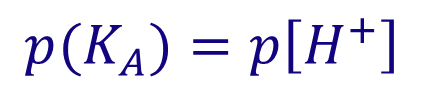 p(K_A) = p[H^+]